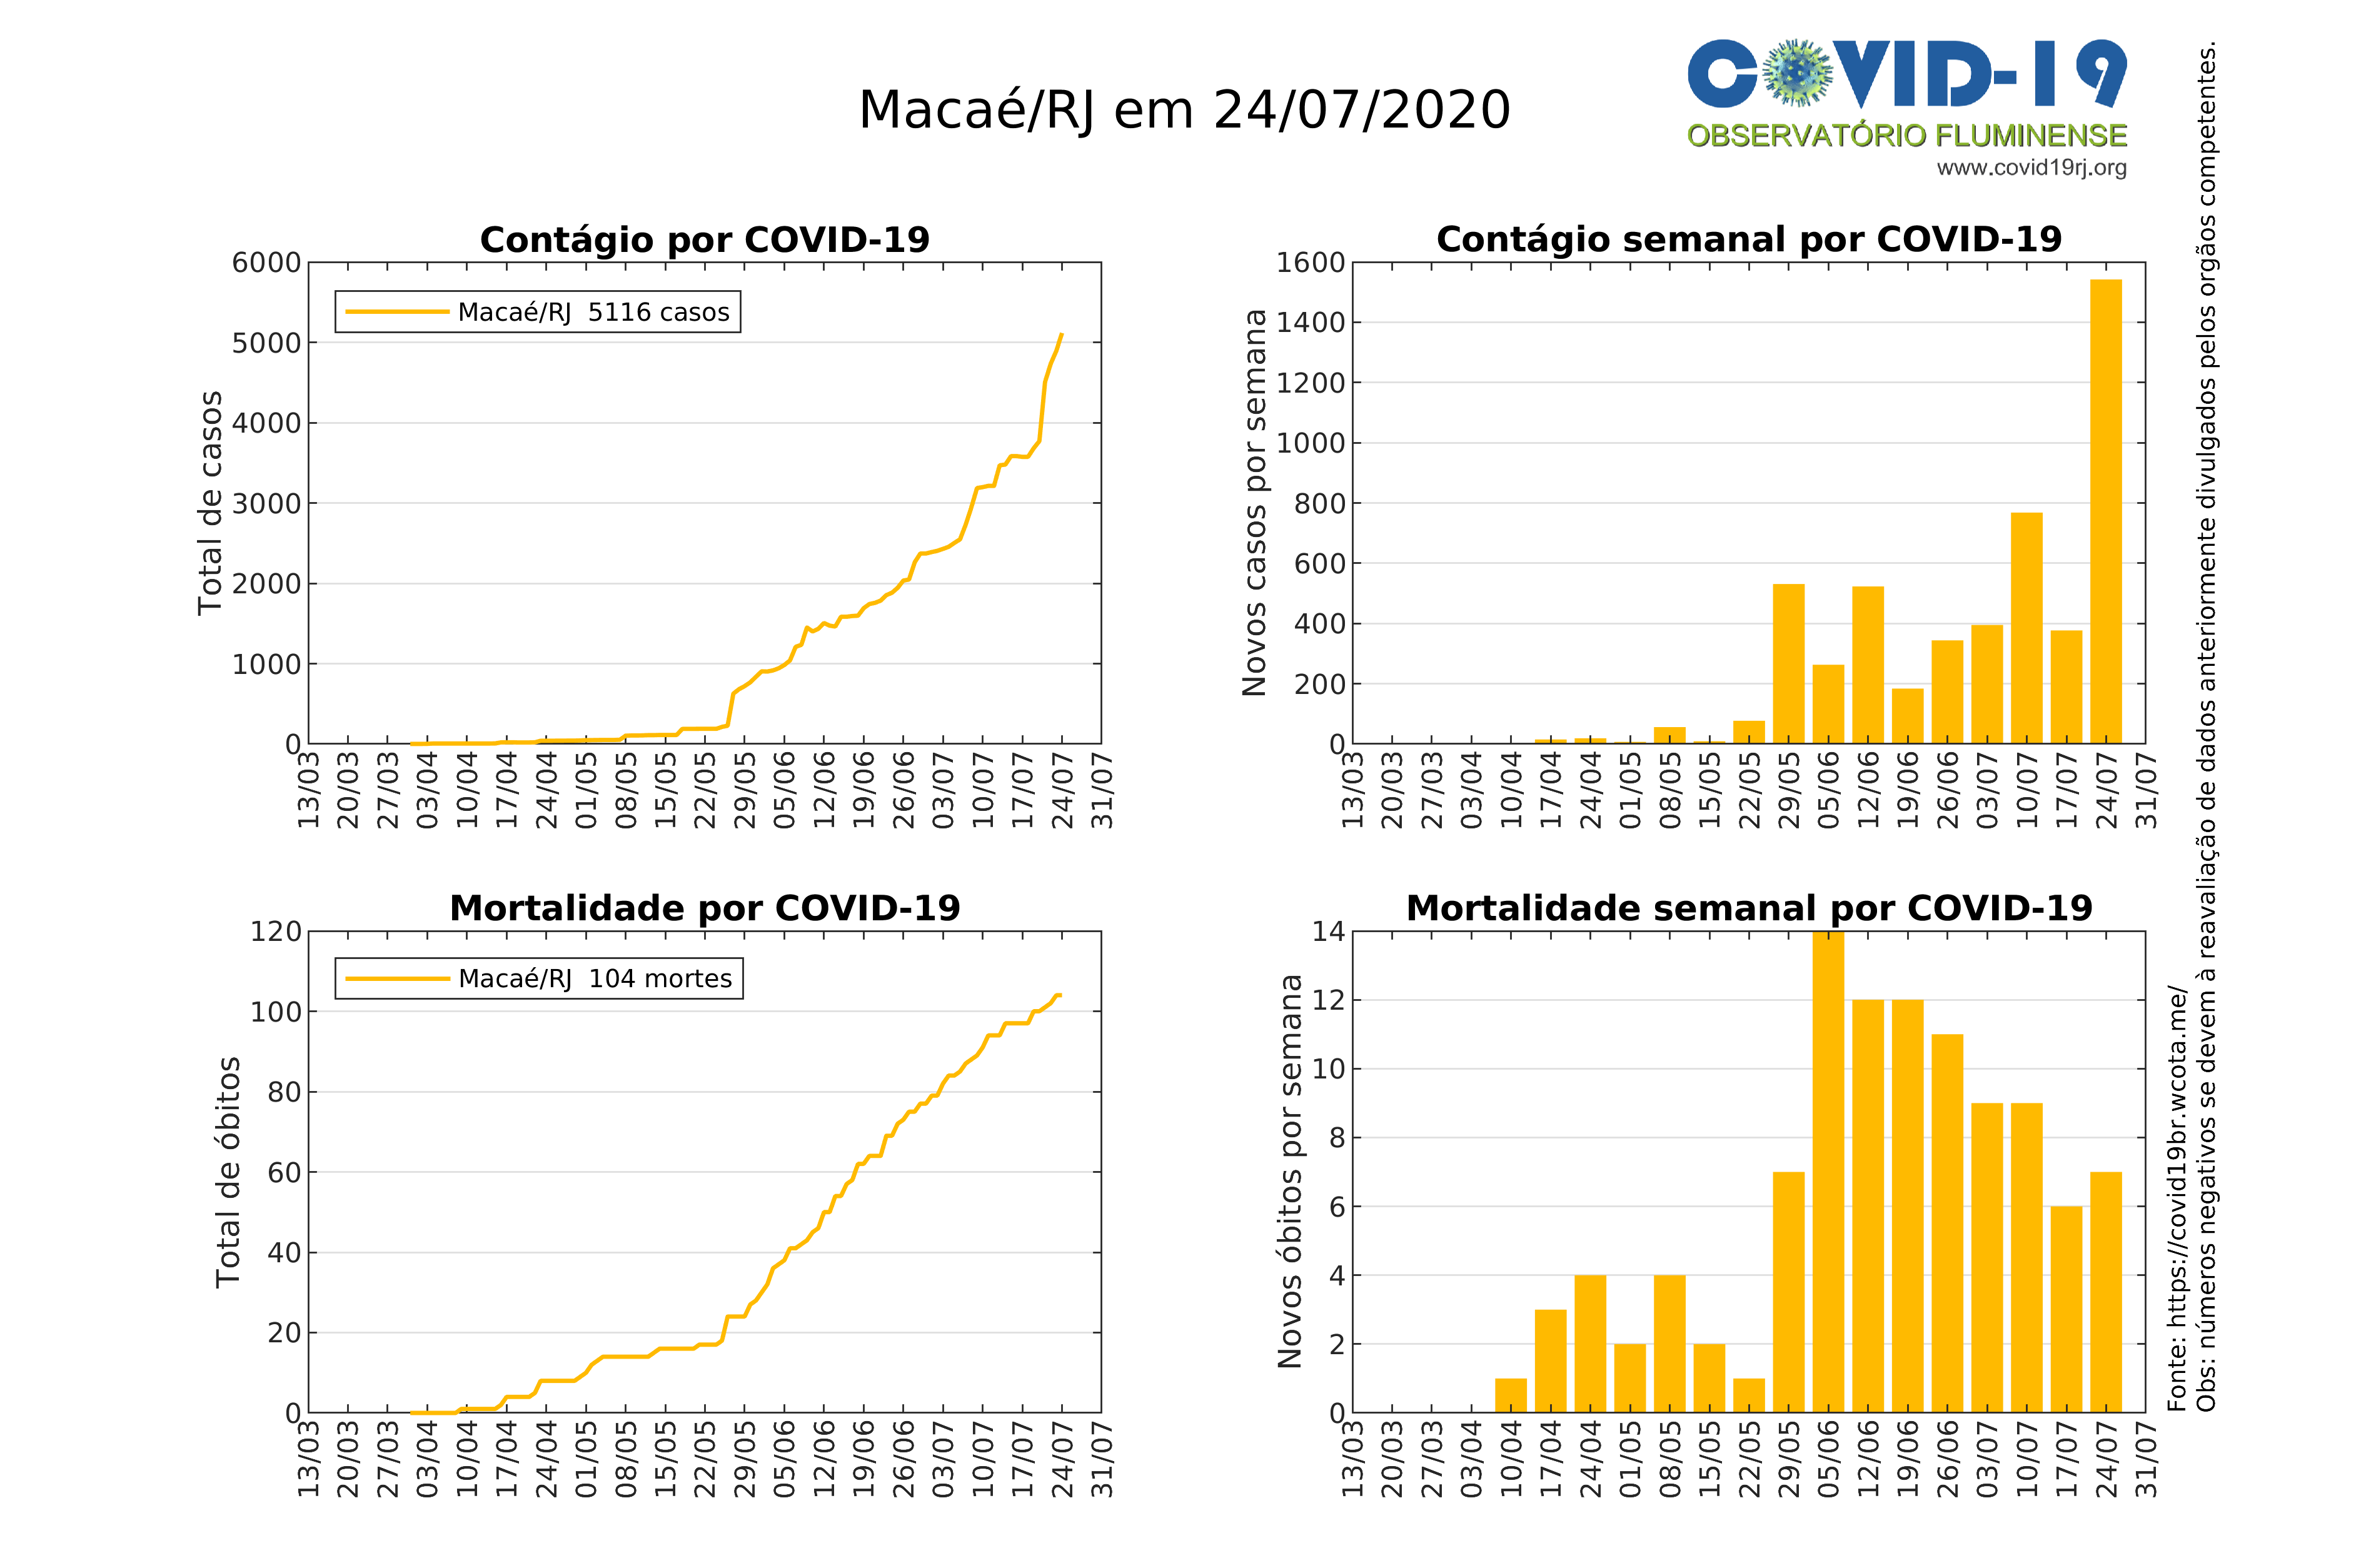 Macaé/RJ em 24/07/2020
COVID-19
OBSERVATÓRIO FLUMINENSE
www.covid19rj.org
Contágio por COVID-19
Total de casos
6000
5000
4000
3000
2000
1000
0
Macaé/RJ 5116 casos
13/03 20/03 27/03 03/04 10/04 17/04 24/04 01/05 08/05 15/05 22/05 29/05 05/06 12/06 19/06 26/06 03/07 10/07 17/07 24/07 31/07
Contágio semanal por COVID-19
Novos casos por semana
1600
1400
1200
1000
800
600
400
200
0
13/03 20/03 27/03 03/04 10/04 17/04 24/04 01/05 08/05 15/05 22/05 29/05 05/06 12/06 19/06 26/06 03/07 10/07 17/07 24/07 31/07
Mortalidade por COVID-19
Total de óbitos
120
100
80
60
40
20
0
Macaé/RJ 104 mortes
13/03 20/03 27/03 03/04 10/04 17/04 24/04 01/05 08/05 15/05 22/05 29/05 05/06 12/06 19/06 26/06 03/07 10/07 17/07 24/07 31/07
Mortalidade semanal por COVID-19
Novos óbitos por semana
14
12
10
8
6
4
2
0
13/03 20/03 27/03 03/04 10/04 17/04 24/04 01/05 08/05 15/05 22/05 29/05 05/06 12/06 19/06 26/06 03/07 10/07 17/07 24/07 31/07
Fonte: https://covid19br.wcota.me/
Obs: números negativos se devem à reavaliação de dados anteriormente divulgados pelos orgãos competentes.